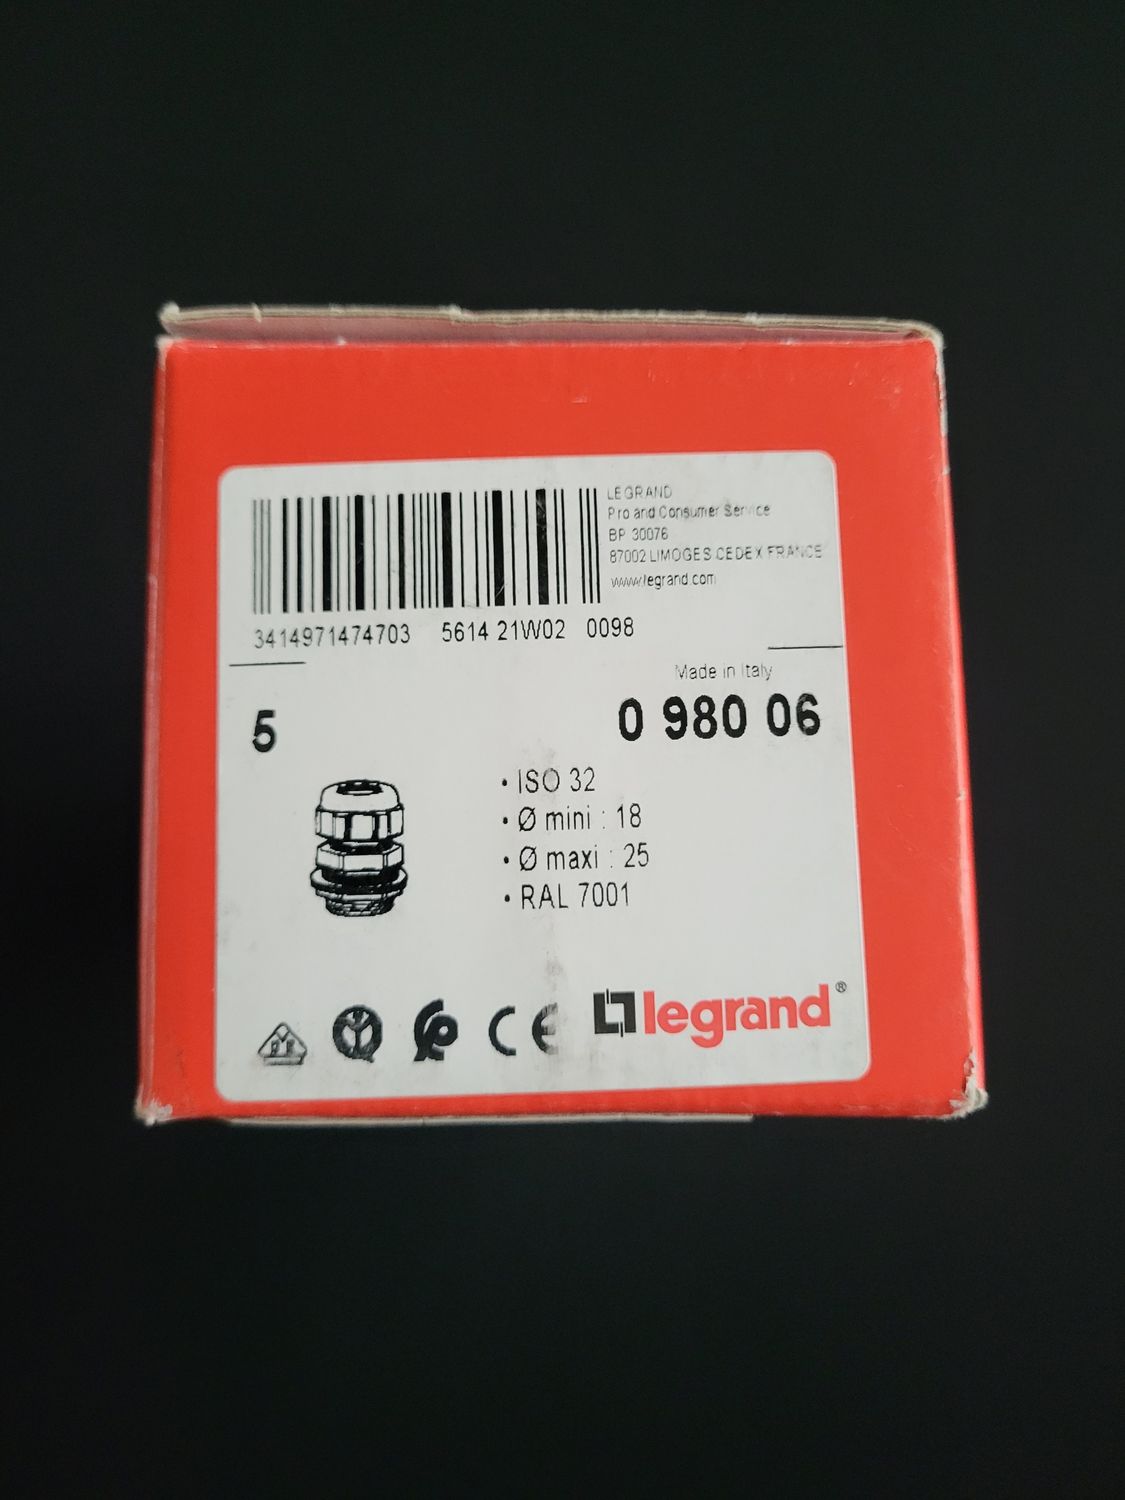 LEGRAND
Pro and Consumer Service
BP 30076
87002 LIMOGES CEDEX FRANCE
www.legrand.com
3414971474703 5614 21W02 0098
Made in Italy
5
0 980 06
• ISO 32
• Ø mini : 18
• Ø maxi : 25
• RAL 7001
CE
legrand®